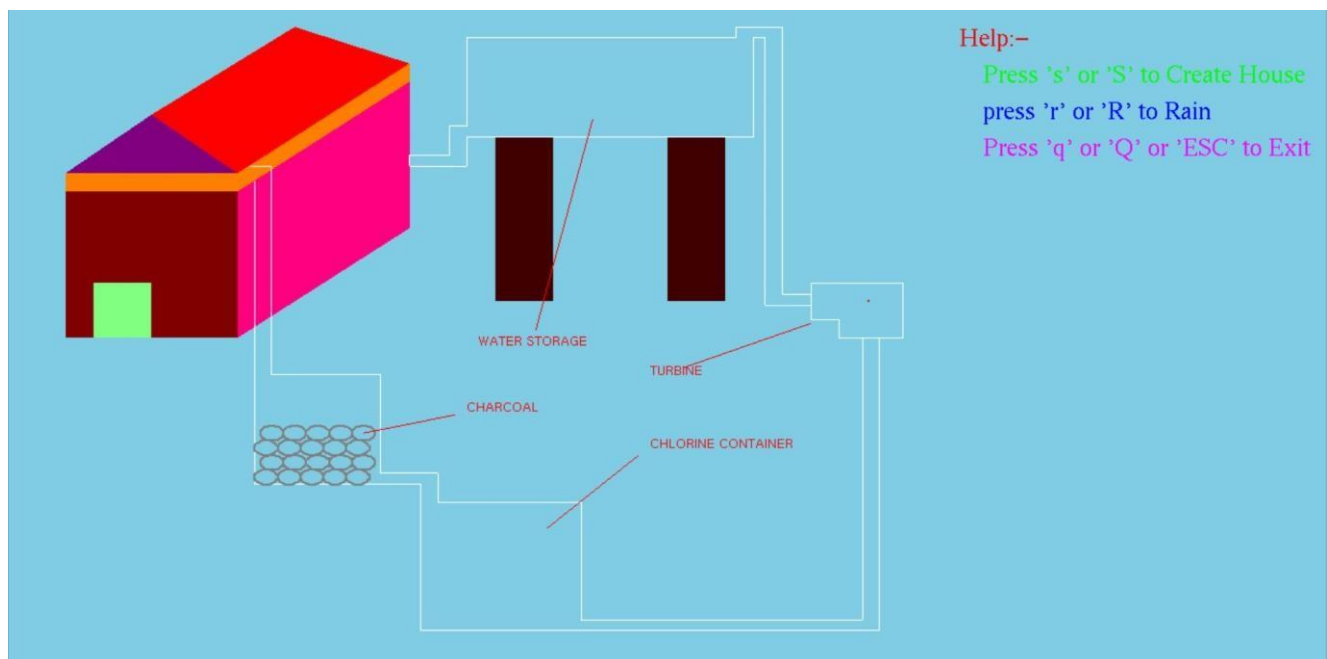 Help:–
Press 's' or 'S' to Create House
press 'r' or 'R' to Rain
Press 'q' or 'Q' or 'ESC' to Exit
WATER STORAGE
TURBINE
CHARCOAL
CHLORINE CONTAINER